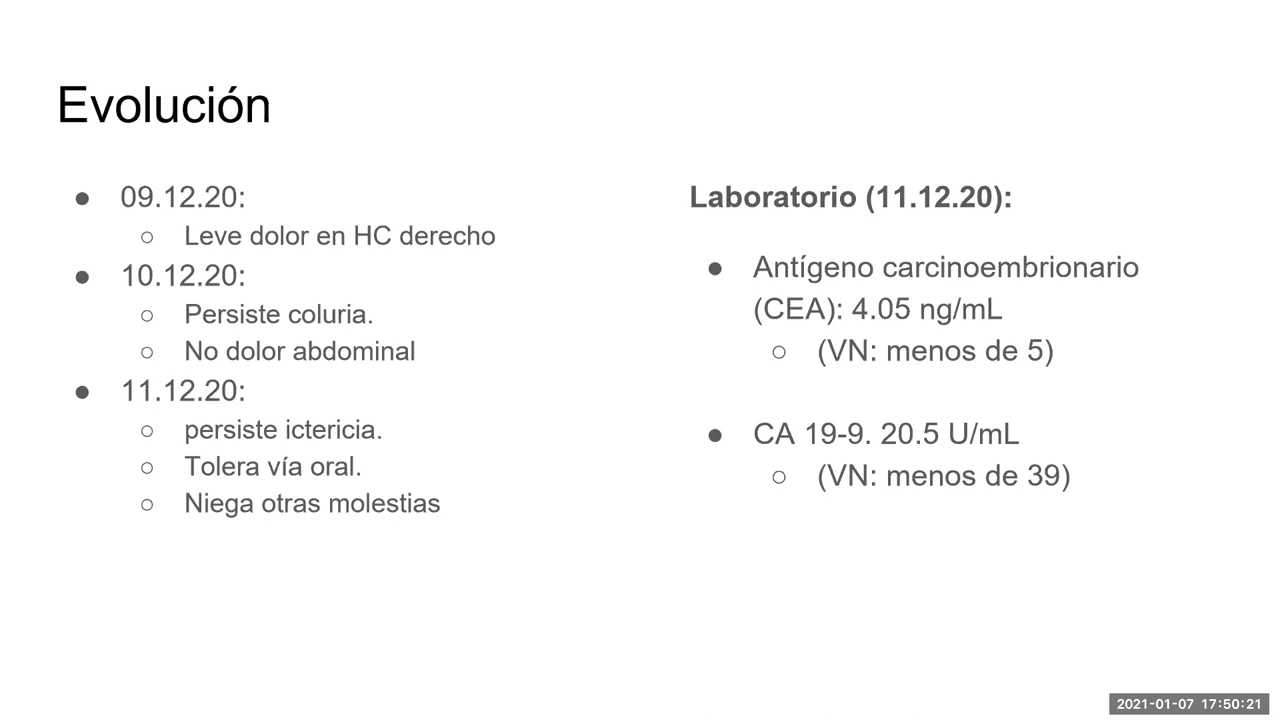 Evolución
● 09.12.20:
○ Leve dolor en HC derecho
● 10.12.20:
○ Persiste coluria.
○ No dolor abdominal
● 11.12.20:
○ persiste ictericia.
○ Tolera vía oral.
○ Niega otras molestias
Laboratorio (11.12.20):
● Antígeno carcinoembrionario
(CEA): 4.05 ng/mL
○ (VN: menos de 5)
● CA 19-9. 20.5 U/mL
○ (VN: menos de 39)
2021-01-07 17:50:21